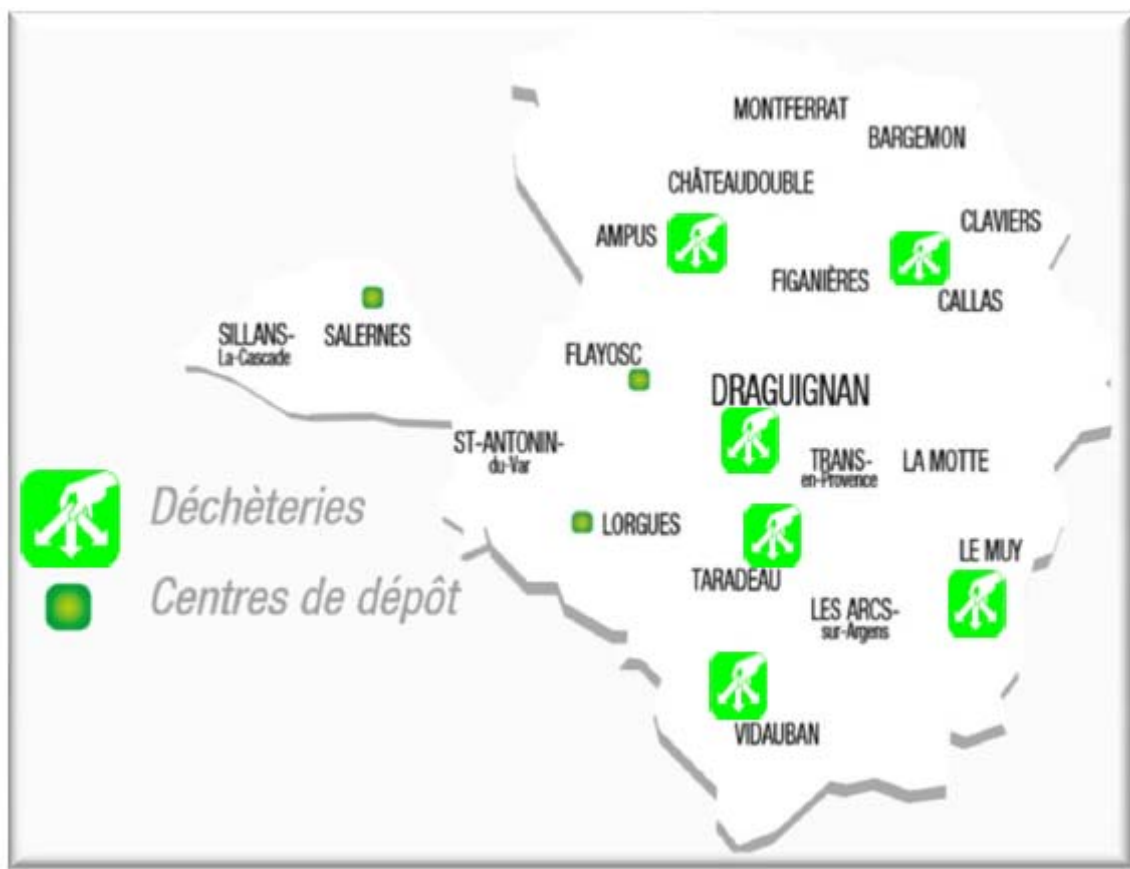 MONTFERRAT
BARGEMON
CHÂTEAUDOUBLE
CLAVIERS
AMPUS
FIGANIÈRES
CALLAS
SILLANS-
La-Cascade
SALERNES
FLAYOSC
DRAGUIGNAN
ST-ANTONIN-
du-Var
TRANS-
en-Provence
LA MOTTE
Déchèteries
LORGUES
LE MUY
TARADEAU
Centres de dépôt
LES ARCS-
sur-Argens
VIDAUBAN